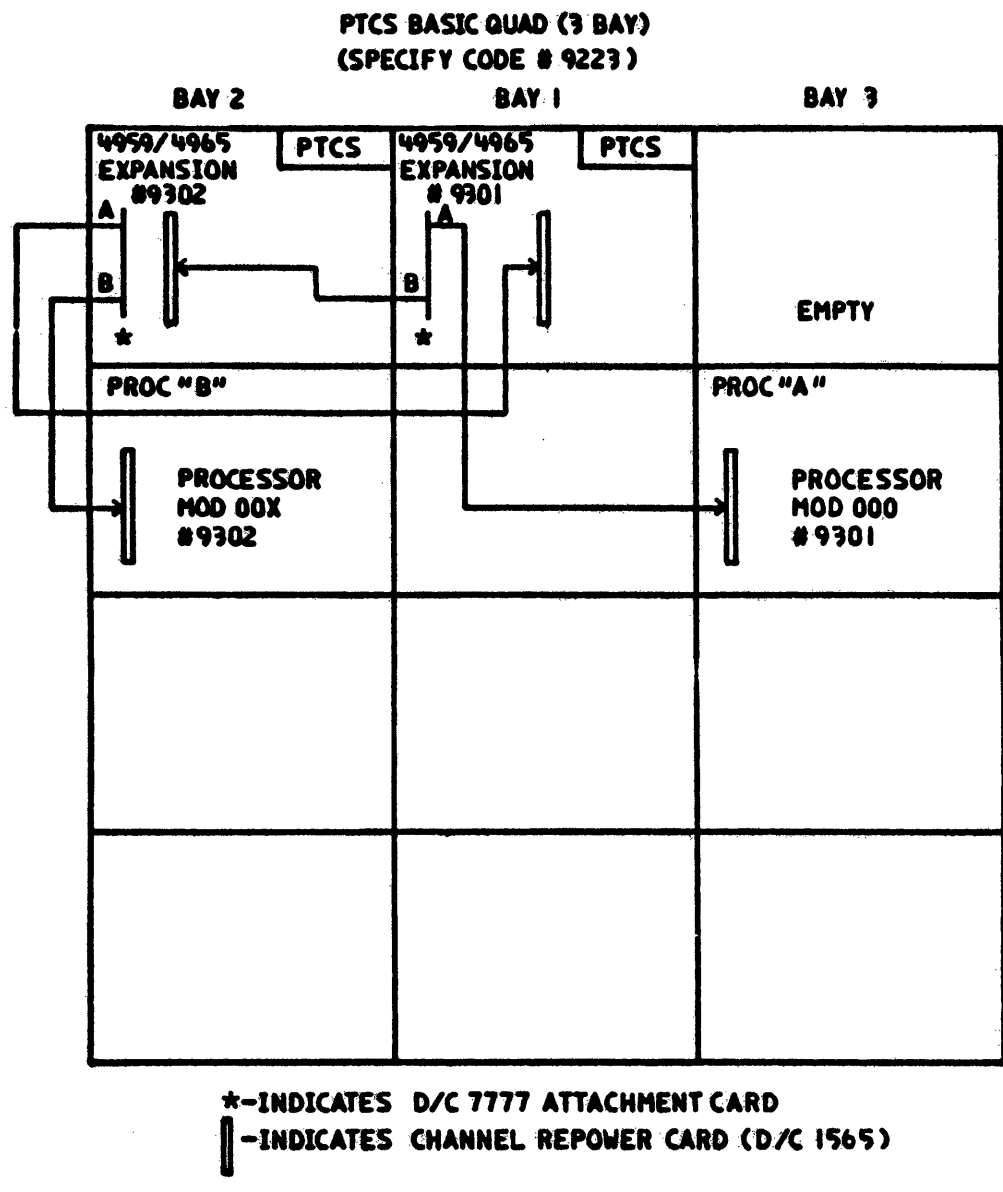 PTCS BASIC QUAD (3 BAY)
(SPECIFY CODE # 9223)
BAY 2
BAY 1
BAY 3
4959/4965
EXPANSION
#9302
PTCS
4959/4965
EXPANSION
# 9301
PTCS
A
B
*
A
B
*
EMPTY
PROC "B"
PROCESSOR
MOD 00X
#9302
PROC "A"
PROCESSOR
MOD 000
# 9301
*-INDICATES D/C 7777 ATTACHMENT CARD
-INDICATES CHANNEL REPOWER CARD (D/C 1565)